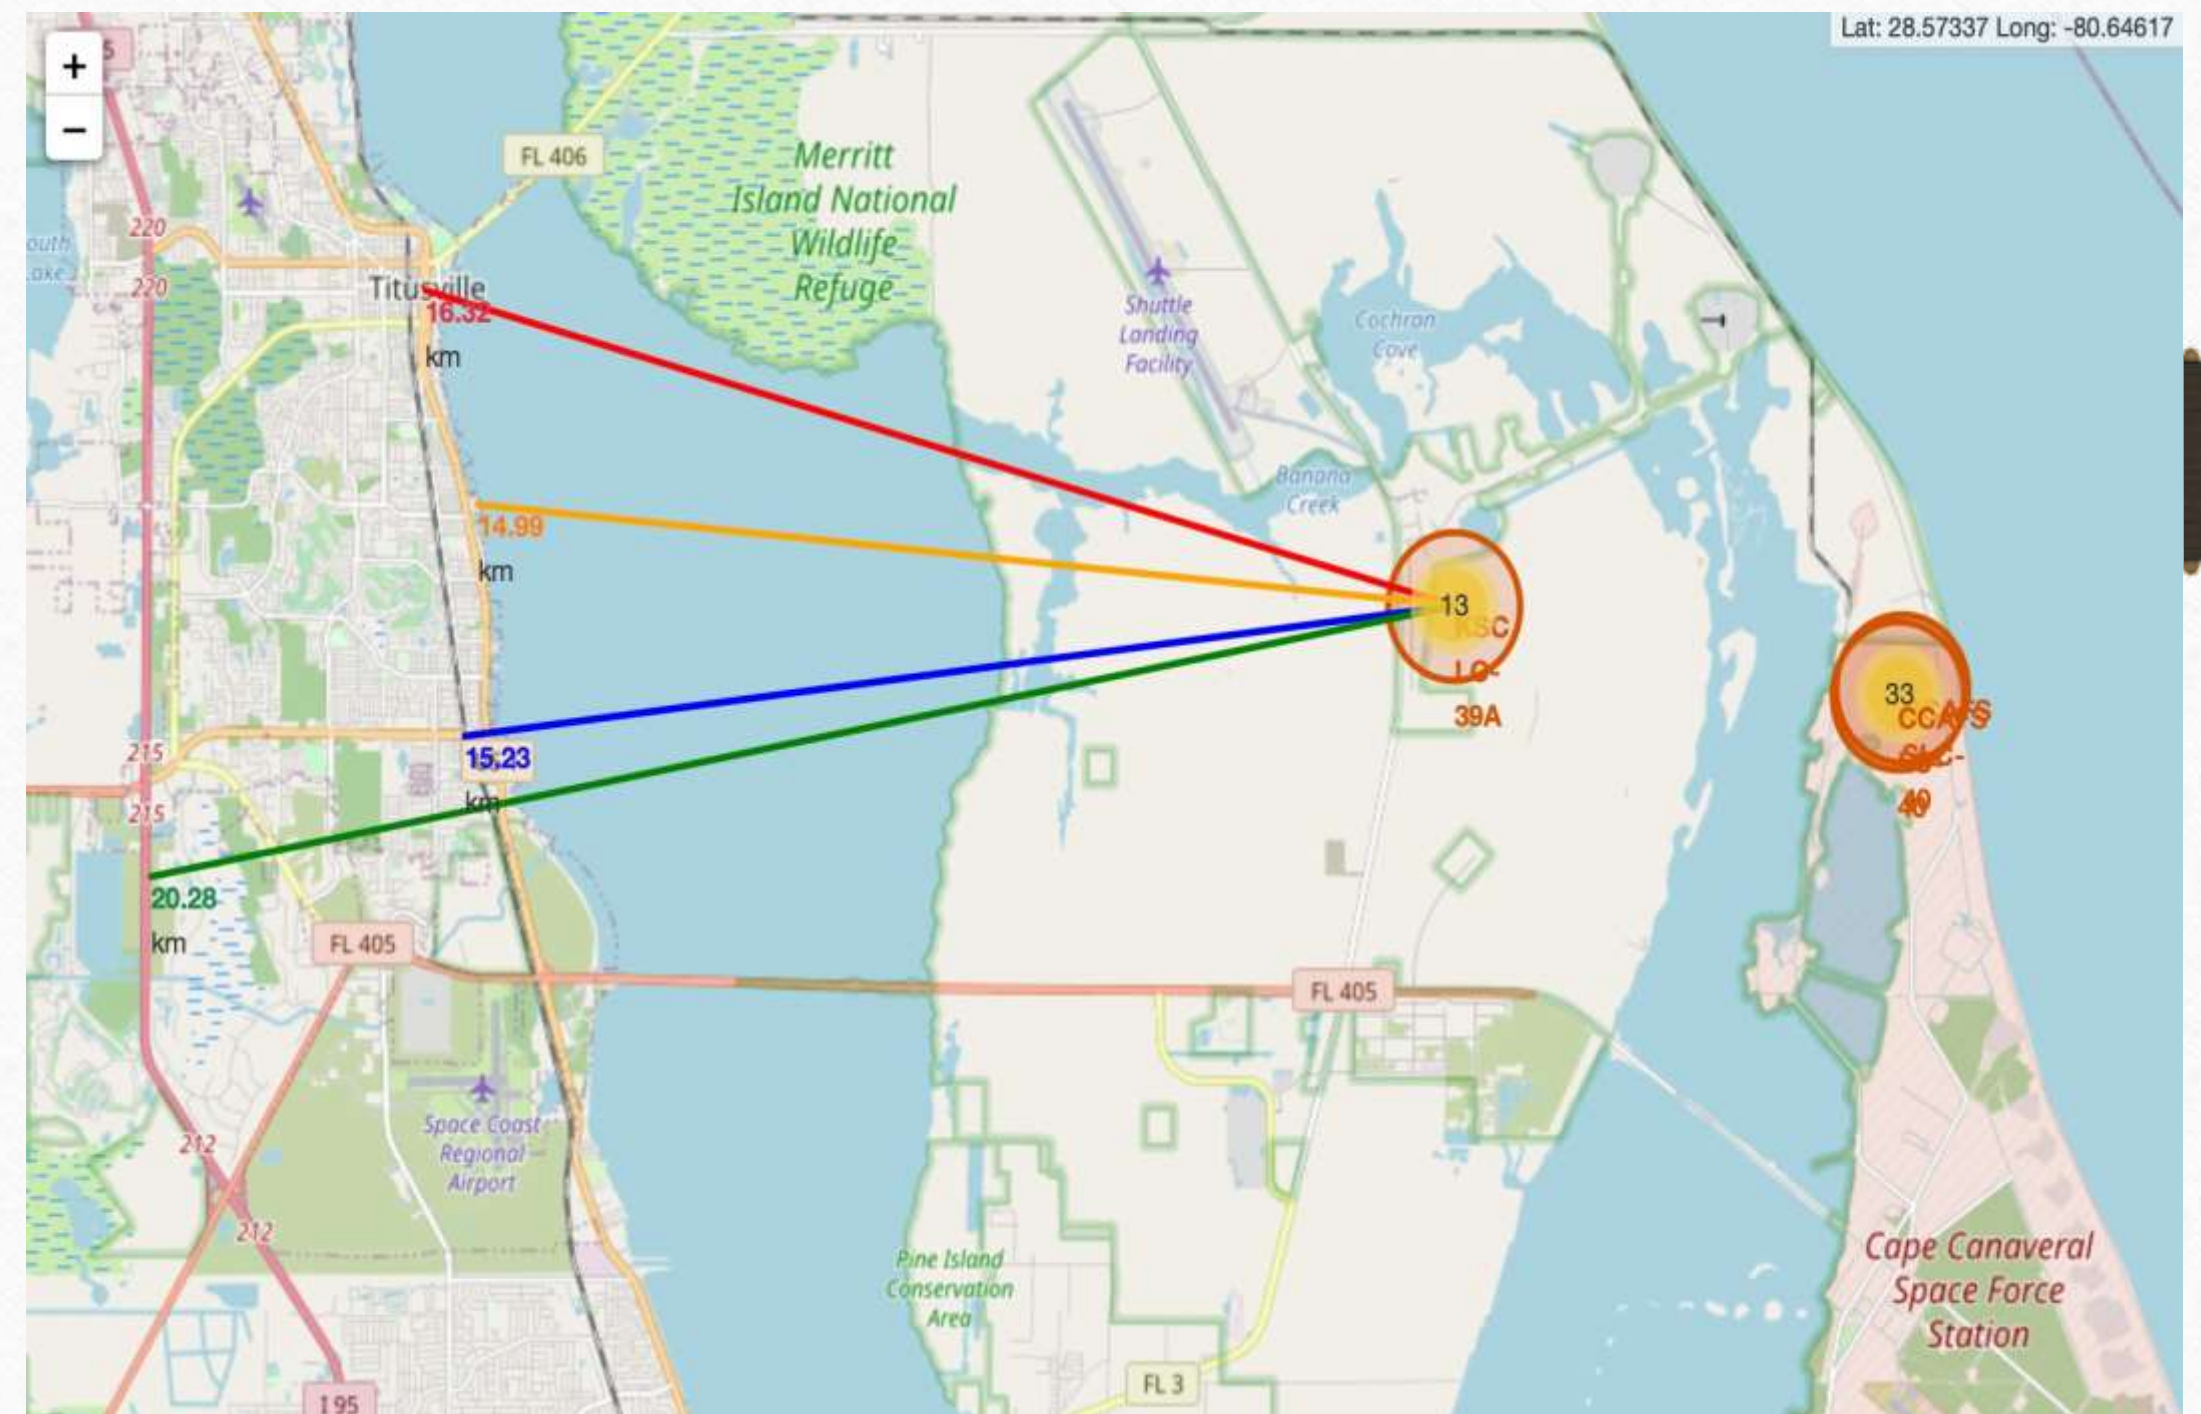 Lat: 28.57337 Long: -80.64617
+
−
5
FL 406
Merritt
Island National
Wildlife
Refuge
220
220
Titusville
16.32
km
Shuttle
Landing
Facility
Cochran
Cove
Banana
Creek
14.99
km
13
KSC
LC-
39A
33
40
215
215
15.23
km
20.28
km
FL 405
FL 405
212
212
Space Coast
Regional
Airport
Pine Island
Conservation
Area
Cape Canaveral
Space Force
Station
FL 3
I 95